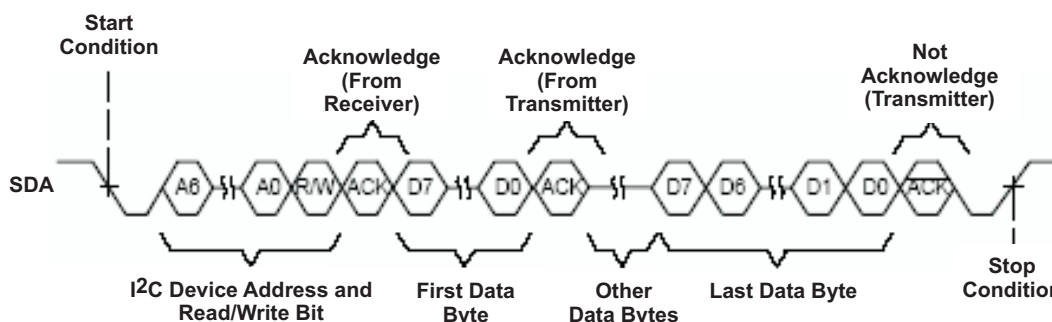 Start
Condition
Acknowledge
(From
Receiver)
Acknowledge
(From
Transmitter)
Not
Acknowledge
(Transmitter)
SDA
A6 A0 R/W ACK D7 D0 ACK D7 D6 D1 D0 ACK
I2C Device Address and
Read/Write Bit
First Data
Byte
Other
Data Bytes
Last Data Byte
Stop
Condition